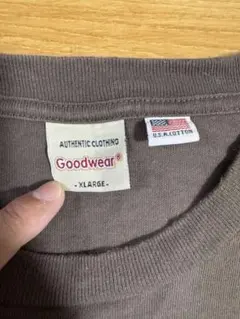 AUTHENTIC CLOTHING
Goodwear®
-XLARGE-
U.S.A. COTTON